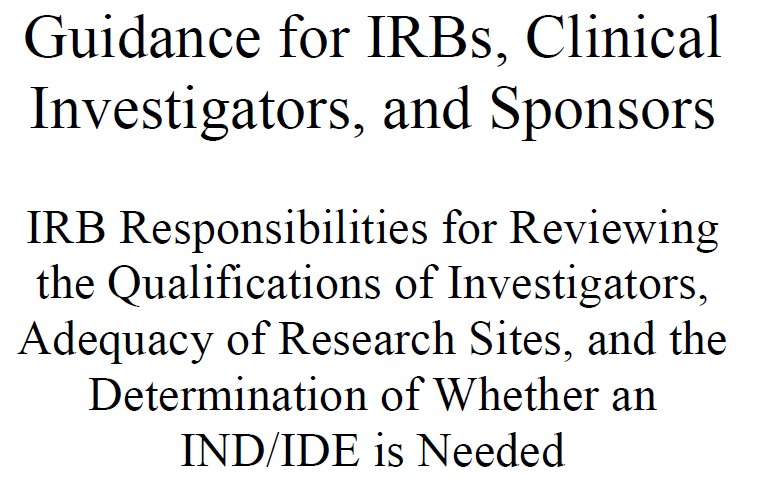 Guidance for IRBs, Clinical
Investigators, and Sponsors
IRB Responsibilities for Reviewing
the Qualifications of Investigators,
Adequacy of Research Sites, and the
Determination of Whether an
IND/IDE is Needed